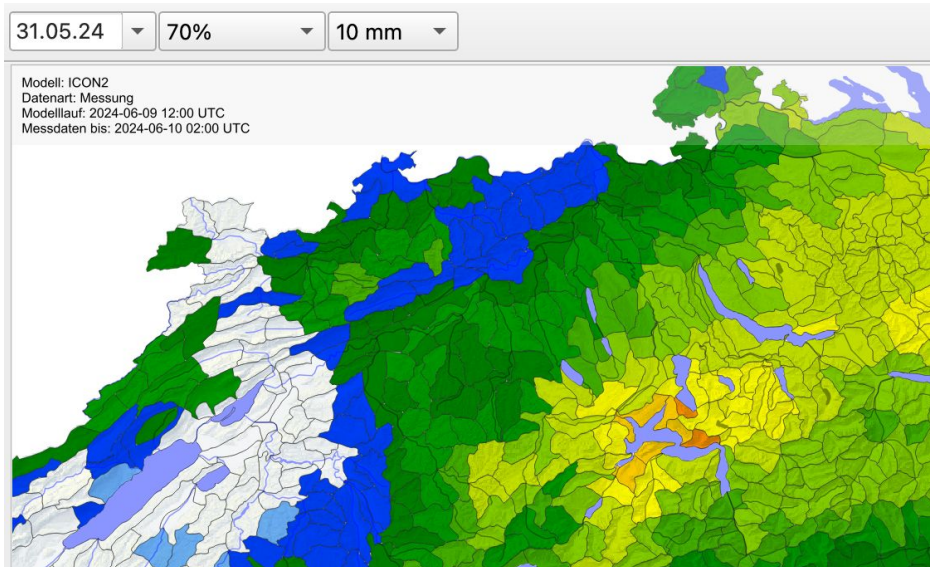 31.05.24 70% 10 mm
Modell: ICON2
Datenart: Messung
Modelllauf: 2024-06-09 12:00 UTC
Messdaten bis: 2024-06-10 02:00 UTC